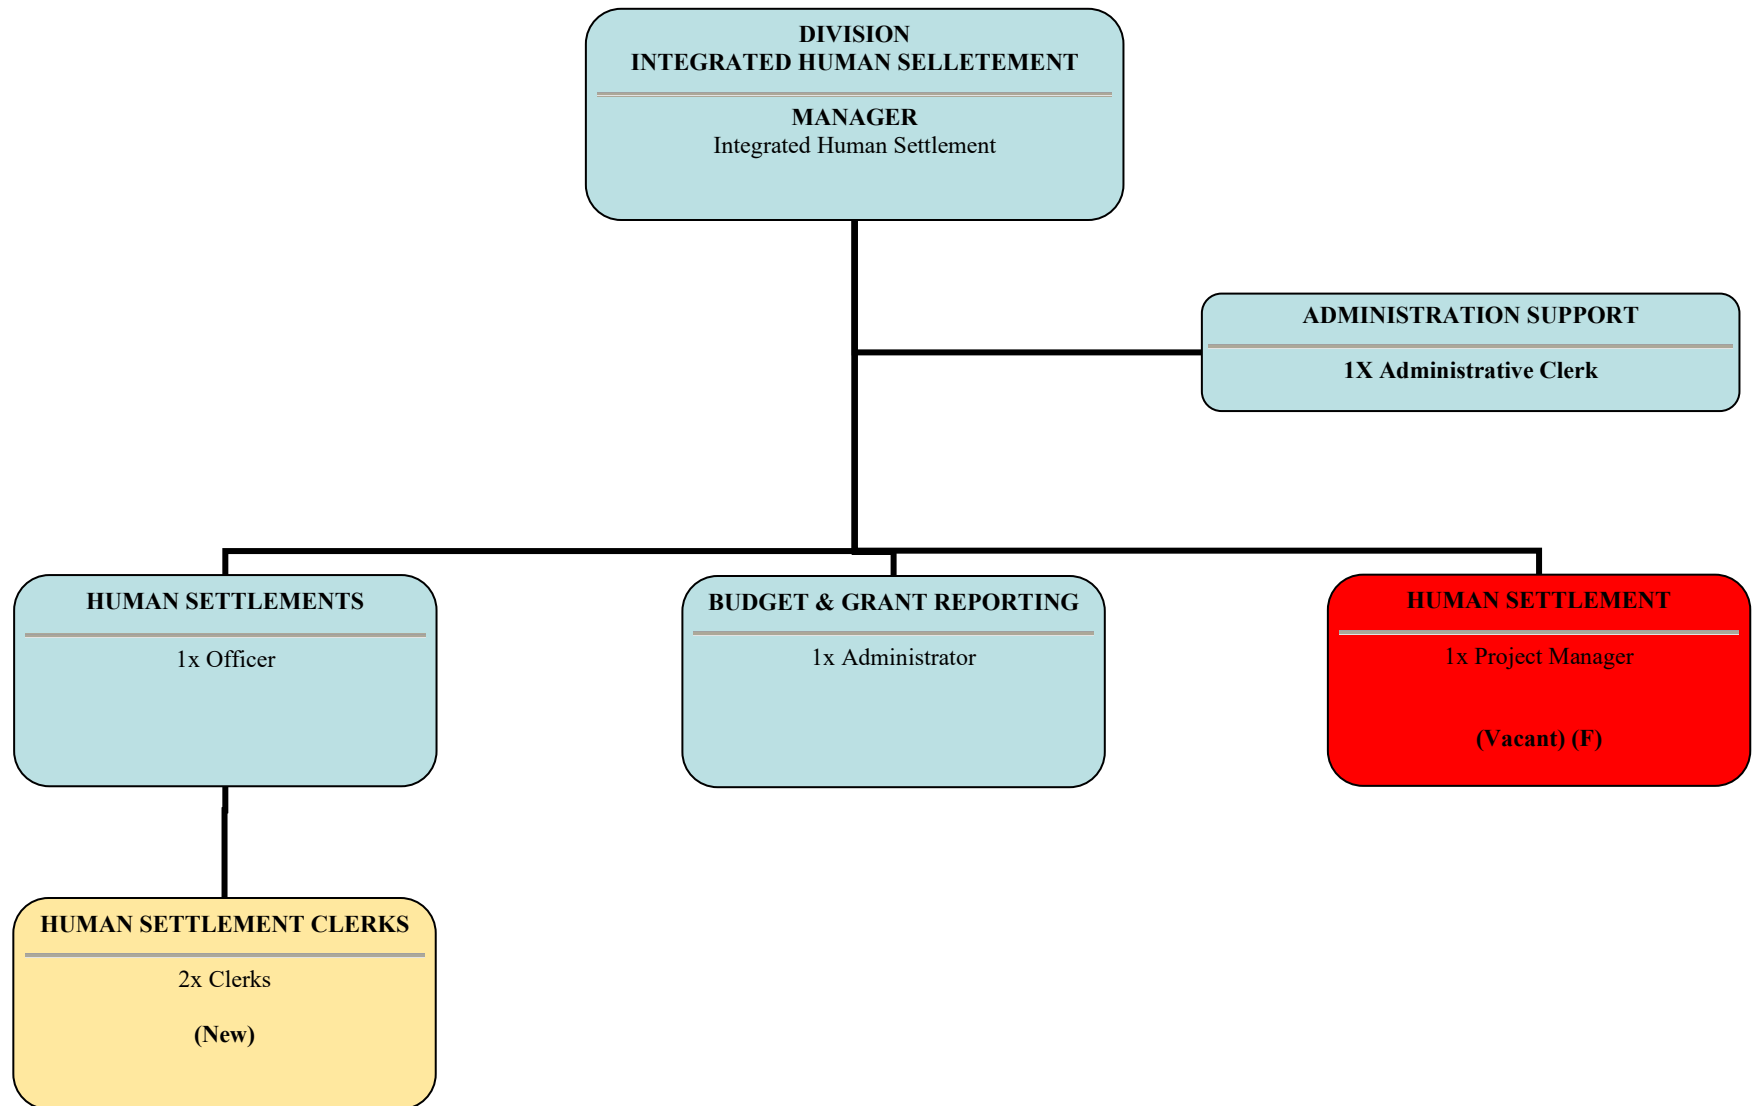 DIVISION
INTEGRATED HUMAN SELLETEMENT
MANAGER
Integrated Human Settlement
ADMINISTRATION SUPPORT
1X Administrative Clerk
HUMAN SETTLEMENTS
1x Officer
BUDGET & GRANT REPORTING
1x Administrator
HUMAN SETTLEMENT
1x Project Manager
(Vacant) (F)
HUMAN SETTLEMENT CLERKS
2x Clerks
(New)